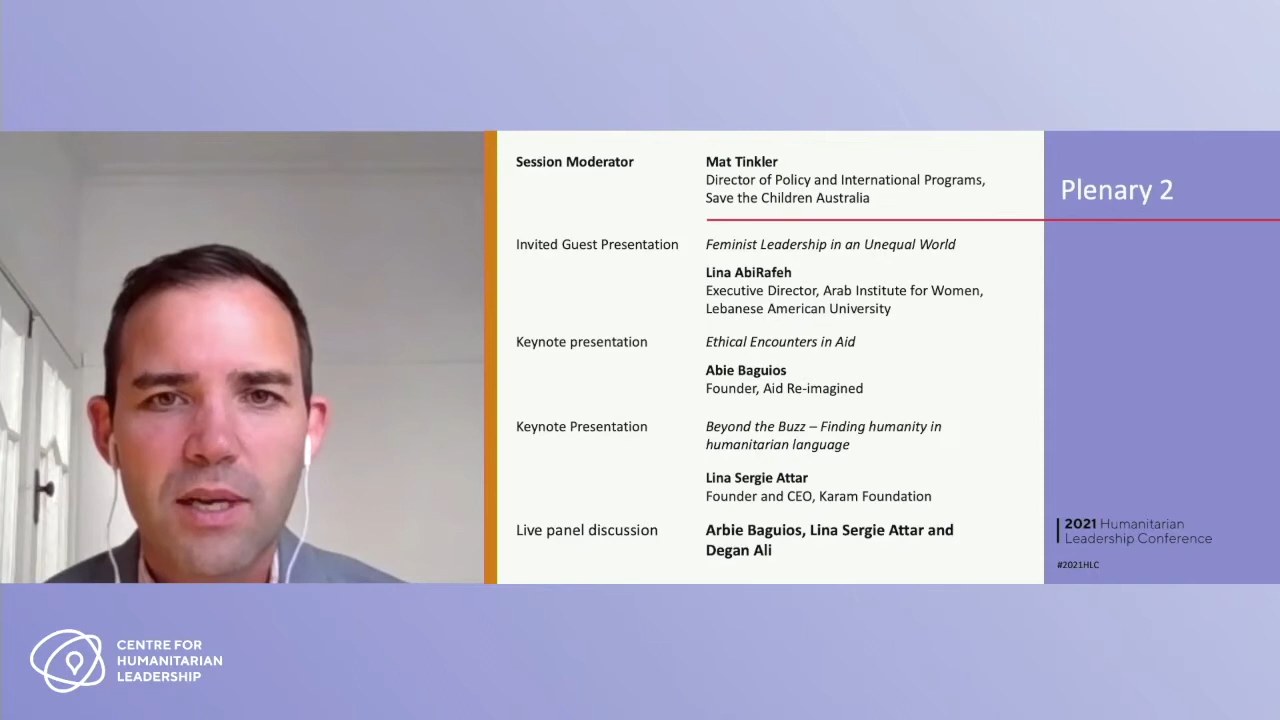 Session Moderator
Mat Tinkler
Director of Policy and International Programs,
Save the Children Australia
Plenary 2
Invited Guest Presentation
Feminist Leadership in an Unequal World
Lina AbiRafeh
Executive Director, Arab Institute for Women,
Lebanese American University
Keynote presentation
Ethical Encounters in Aid
Abie Baguios
Founder, Aid Re-imagined
Keynote Presentation
Beyond the Buzz – Finding humanity in
humanitarian language
Lina Sergie Attar
Founder and CEO, Karam Foundation
Live panel discussion
Arbie Baguios, Lina Sergie Attar and
Degan Ali
2021 Humanitarian
Leadership Conference
#2021HLC
CENTRE FOR
HUMANITARIAN
LEADERSHIP